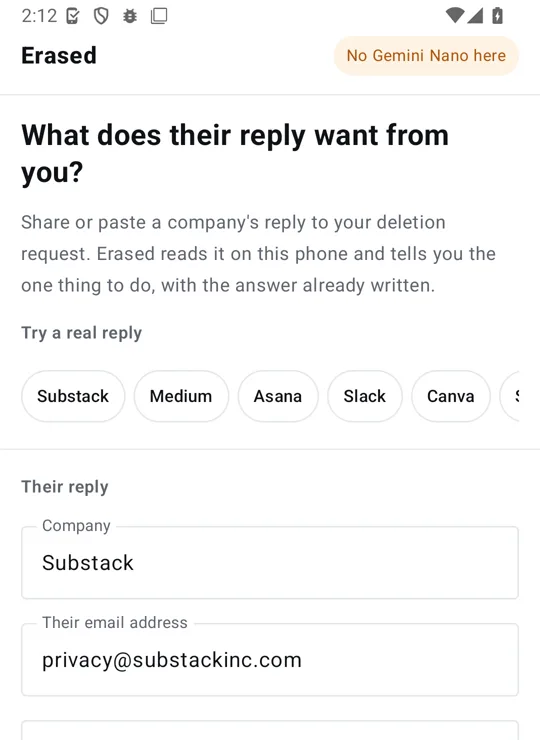 2:12
Erased
No Gemini Nano here
What does their reply want from
you?
Share or paste a company's reply to your deletion
request. Erased reads it on this phone and tells you the
one thing to do, with the answer already written.
Try a real reply
Substack
Medium
Asana
Slack
Canva
Their reply
Company
Substack
Their email address
privacy@substackinc.com